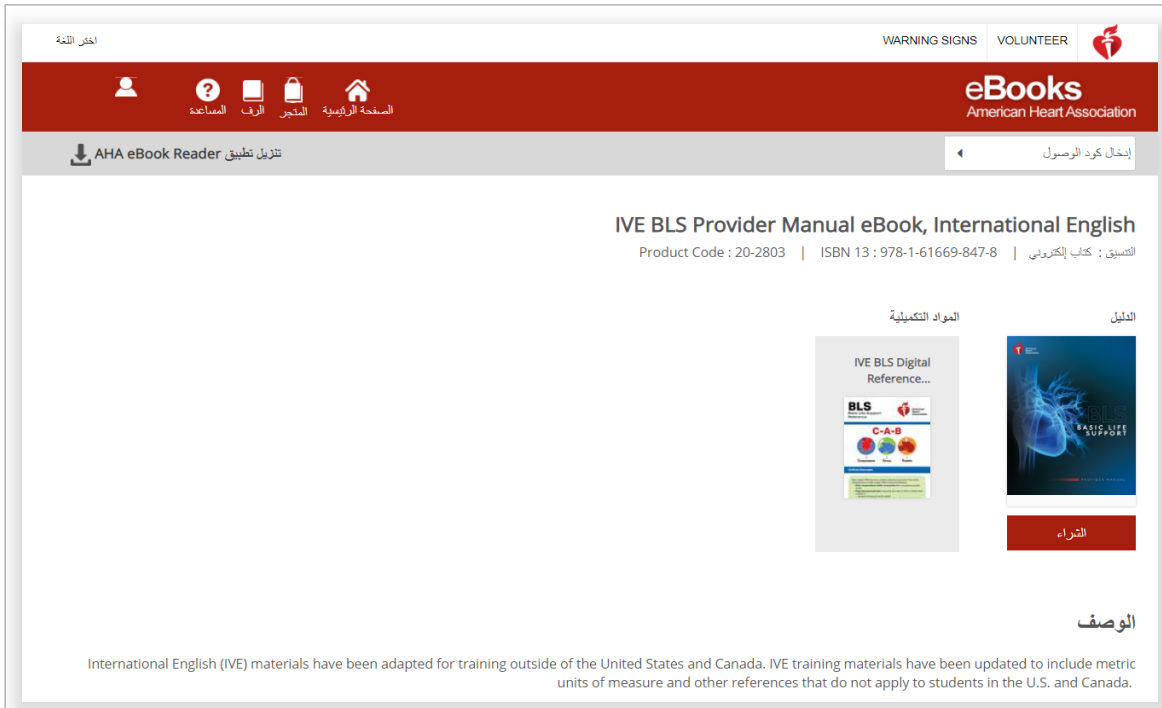 WARNING SIGNS VOLUNTEER
اختر اللغة
eBooks
American Heart Association
الصفحة الرئيسية
المتجر
الرف
المساعدة
إدخال كود الوصول
تنزيل تطبيق AHA eBook Reader
IVE BLS Provider Manual eBook, International English
التنسيق : كتاب إلكتروني | ISBN 13 : 978-1-61669-847-8 | Product Code : 20-2803
الدليل
BLS
BASIC LIFE
SUPPORT
PROVIDER MANUAL
الشراء
المواد التكميلية
IVE BLS Digital
Reference...
BLS
C-A-B
الوصف
International English (IVE) materials have been adapted for training outside of the United States and Canada. IVE training materials have been updated to include metric
units of measure and other references that do not apply to students in the U.S. and Canada.